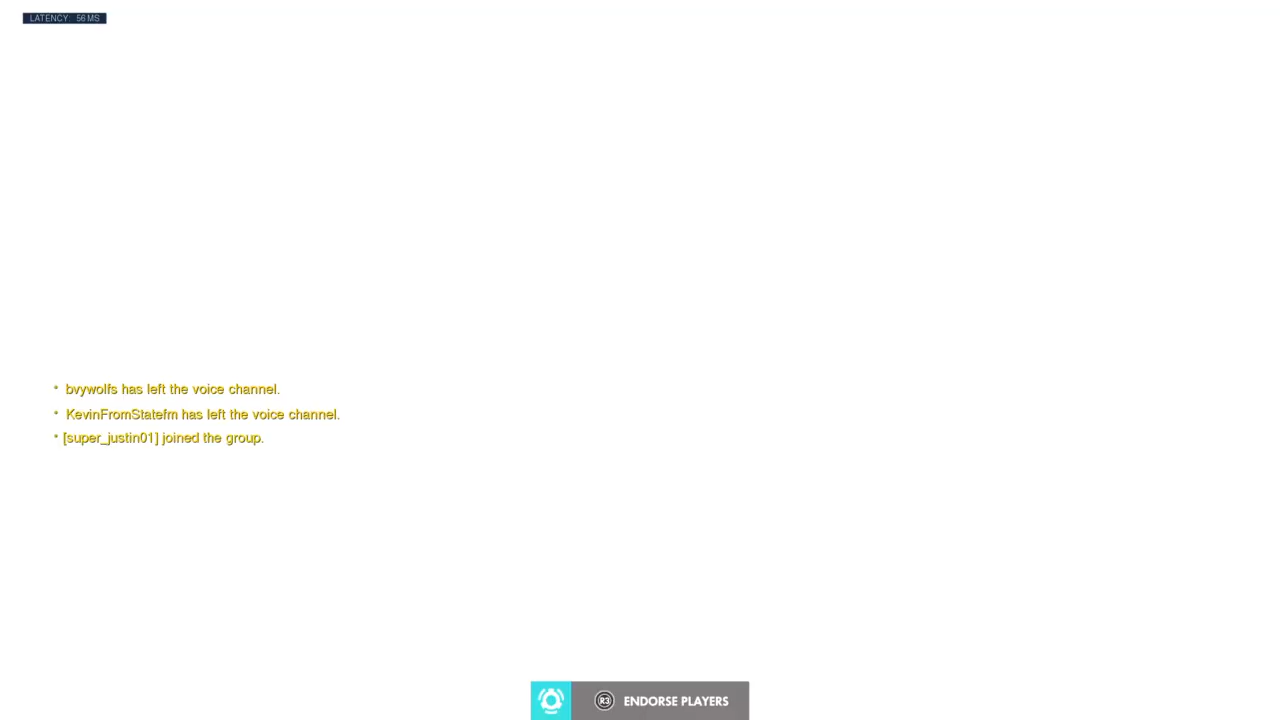 LATENCY: 56 MS
* bvywolfs has left the voice channel.
* KevinFromStatefm has left the voice channel.
* [super_justin01] joined the group.
R3 ENDORSE PLAYERS